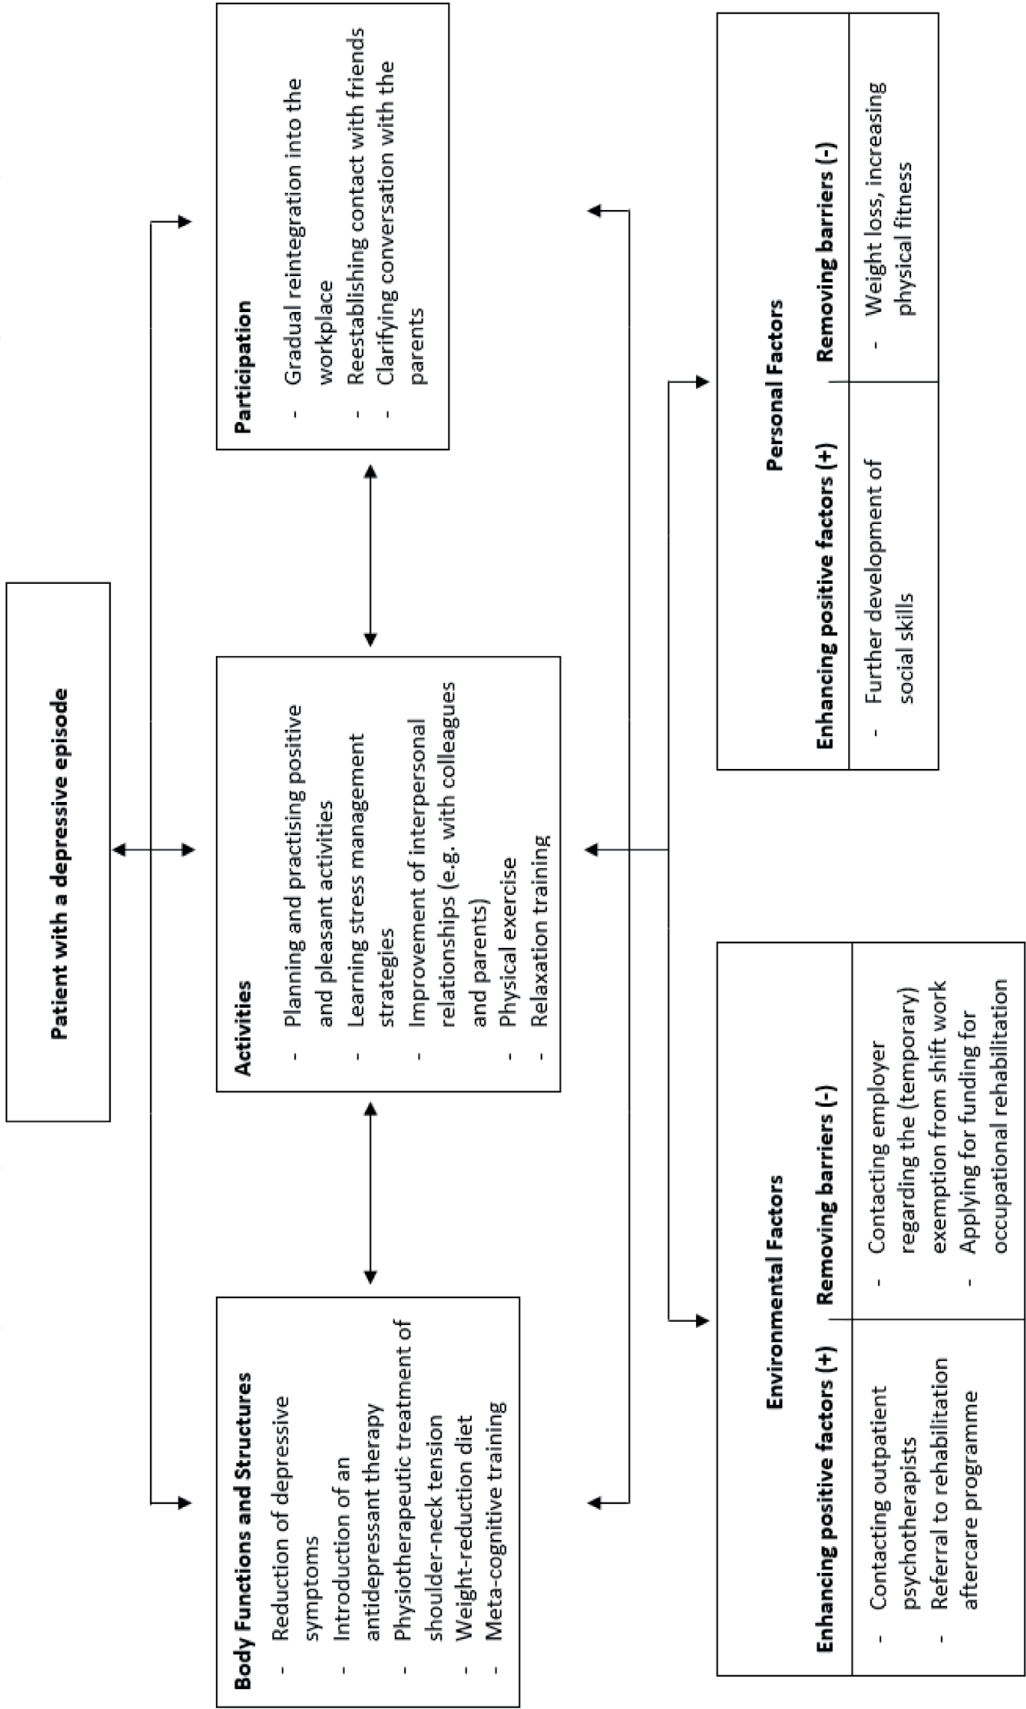 Patient with a depressive episode
Body Functions and Structures
- Reduction of depressive
symptoms
- Introduction of an
antidepressant therapy
- Physiotherapeutic treatment of
shoulder-neck tension
- Weight-reduction diet
- Meta-cognitive training
Activities
- Planning and practising positive
and pleasant activities
- Learning stress management
strategies
- Improvement of interpersonal
relationships (e.g. with colleagues
and parents)
- Physical exercise
- Relaxation training
Participation
- Gradual reintegration into the
workplace
- Reestablishing contact with friends
- Clarifying conversation with the
parents
Environmental Factors
Enhancing positive factors (+)
- Contacting outpatient
psychotherapists
- Referral to rehabilitation
aftercare programme
Removing barriers (-)
- Contacting employer
regarding the (temporary)
exemption from shift work
- Applying for funding for
occupational rehabilitation
Personal Factors
Enhancing positive factors (+)
- Further development of
social skills
Removing barriers (-)
- Weight loss, increasing
physical fitness